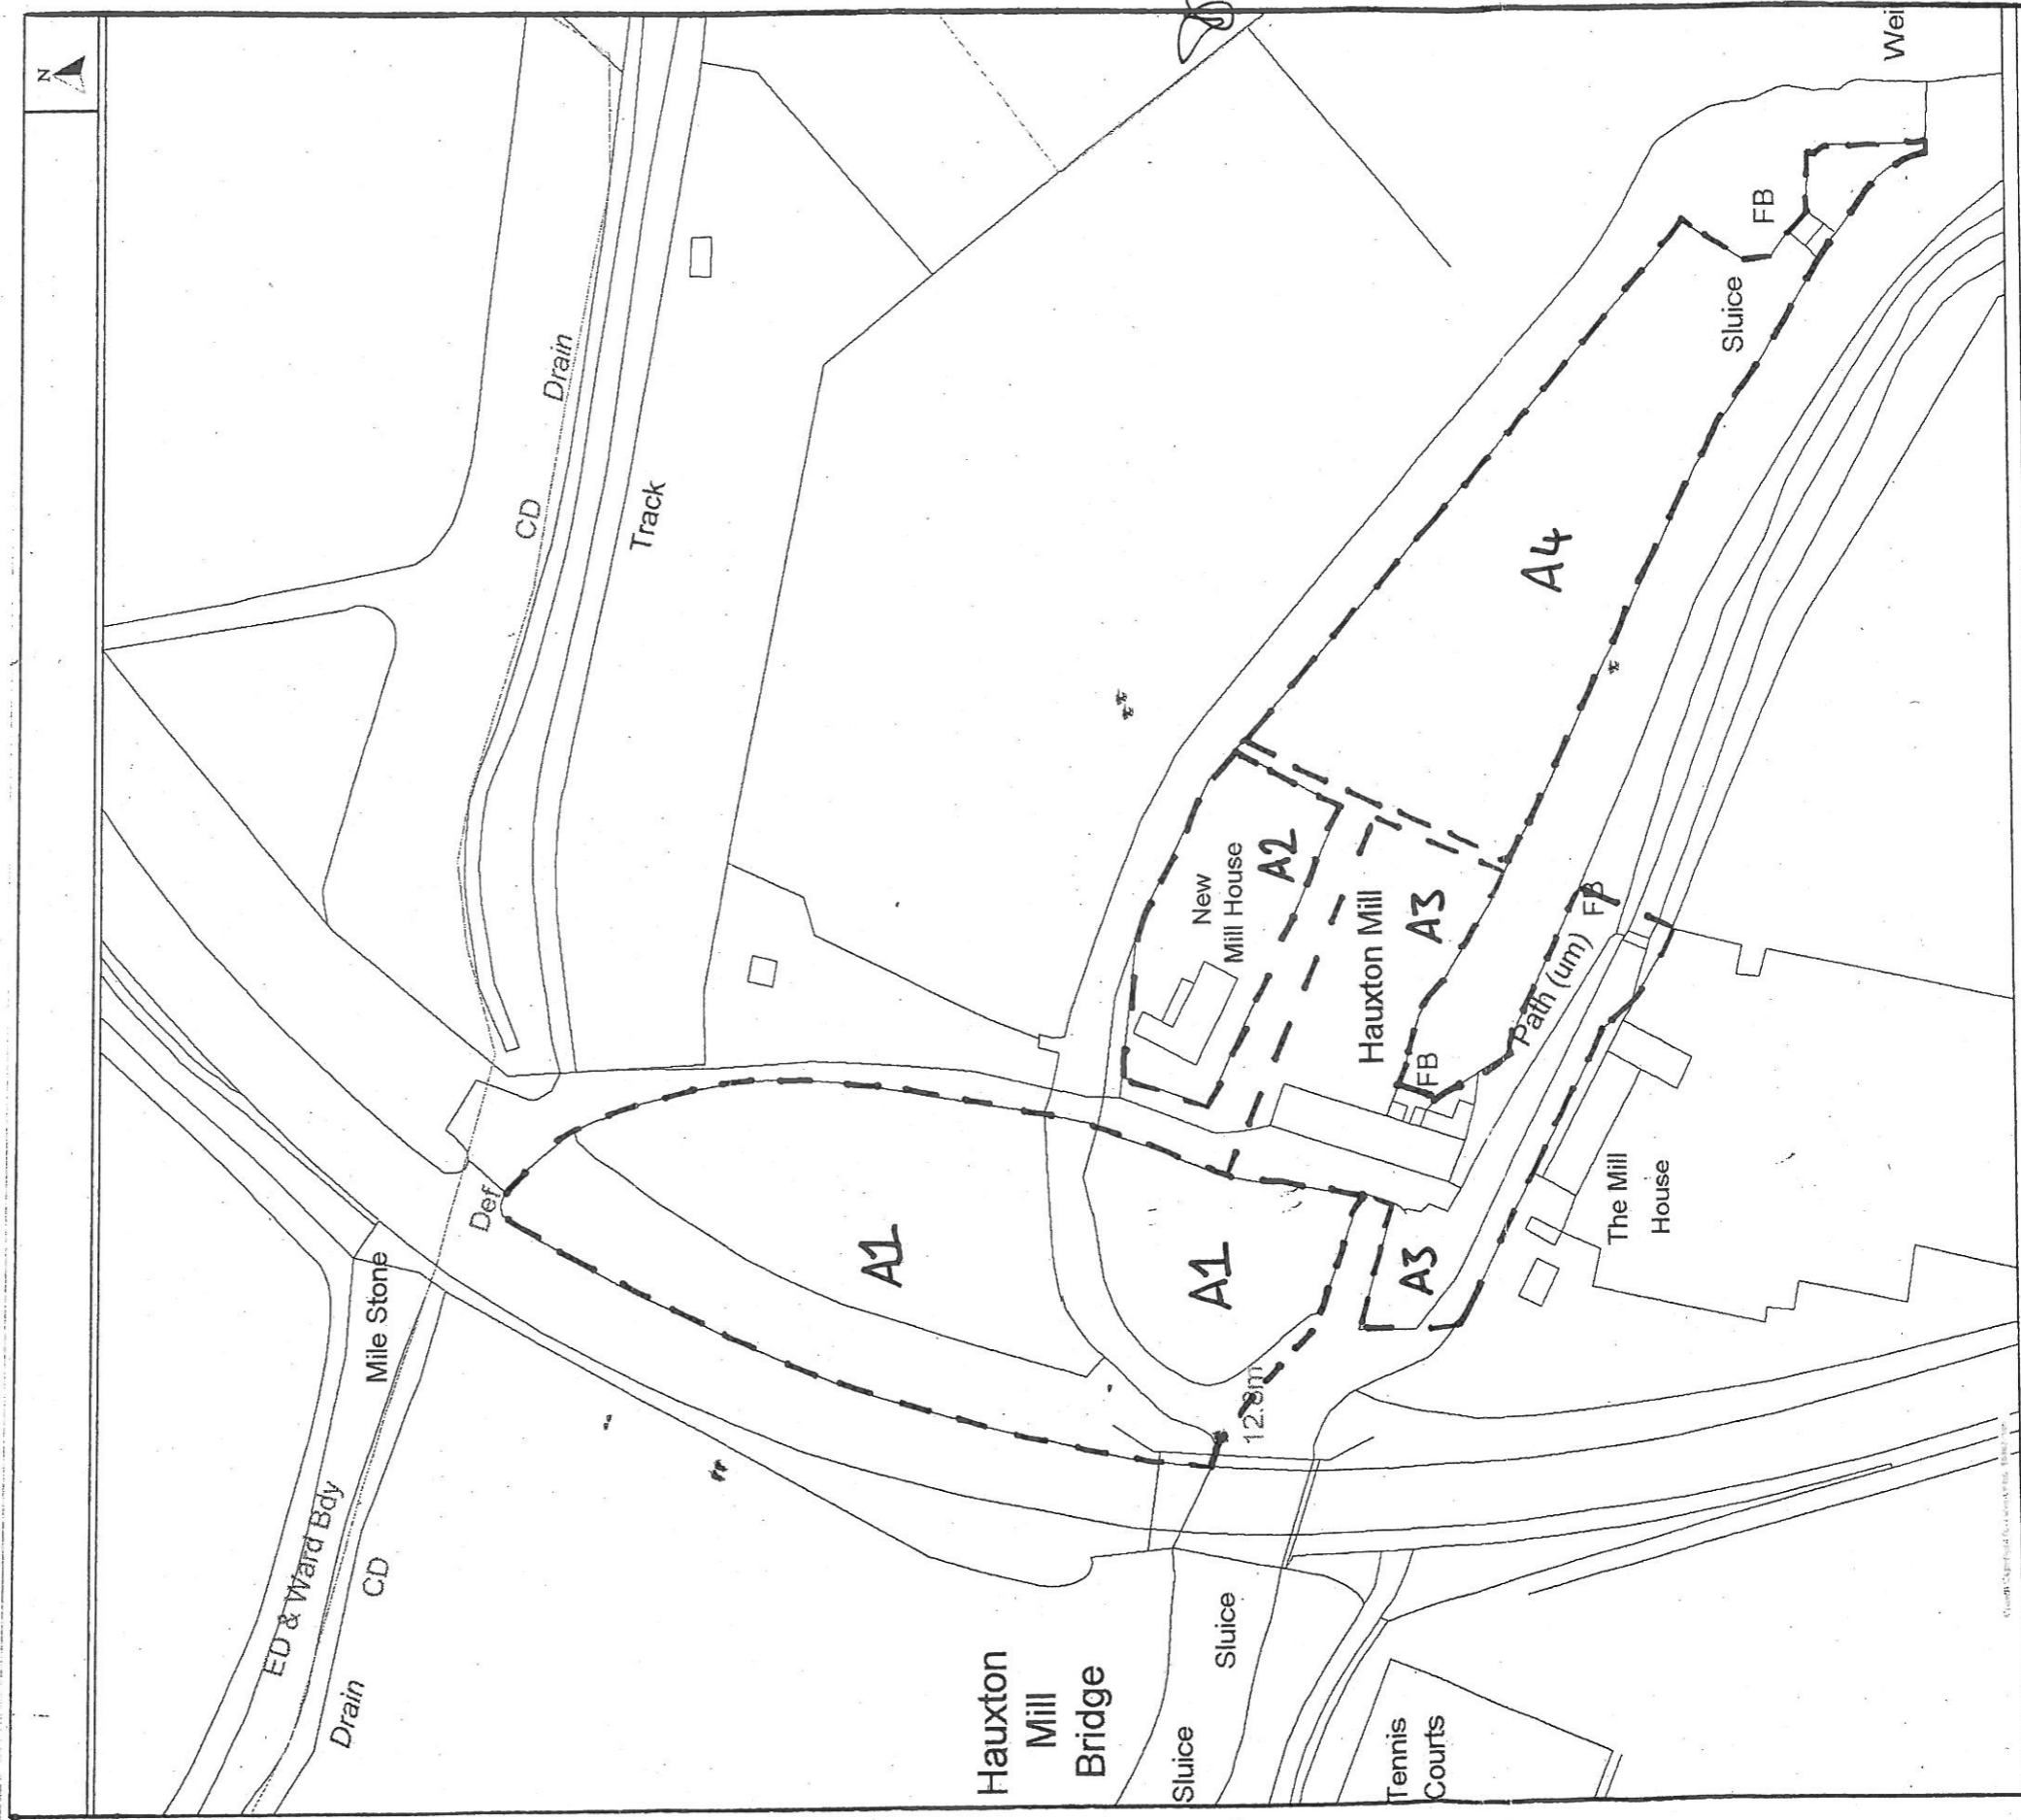 N
Wei
CD
Drain
Track
FB
Sluice
A4
New
Mill House
A2
Hauxton Mill
A3
FB
Path (um)
FB
Def
Mile Stone
A1
A1
A3
The Mill
House
12.8m
ED & Ward Bdy
CD
Drain
Hauxton
Mill
Bridge
Sluice
Sluice
Tennis
Courts